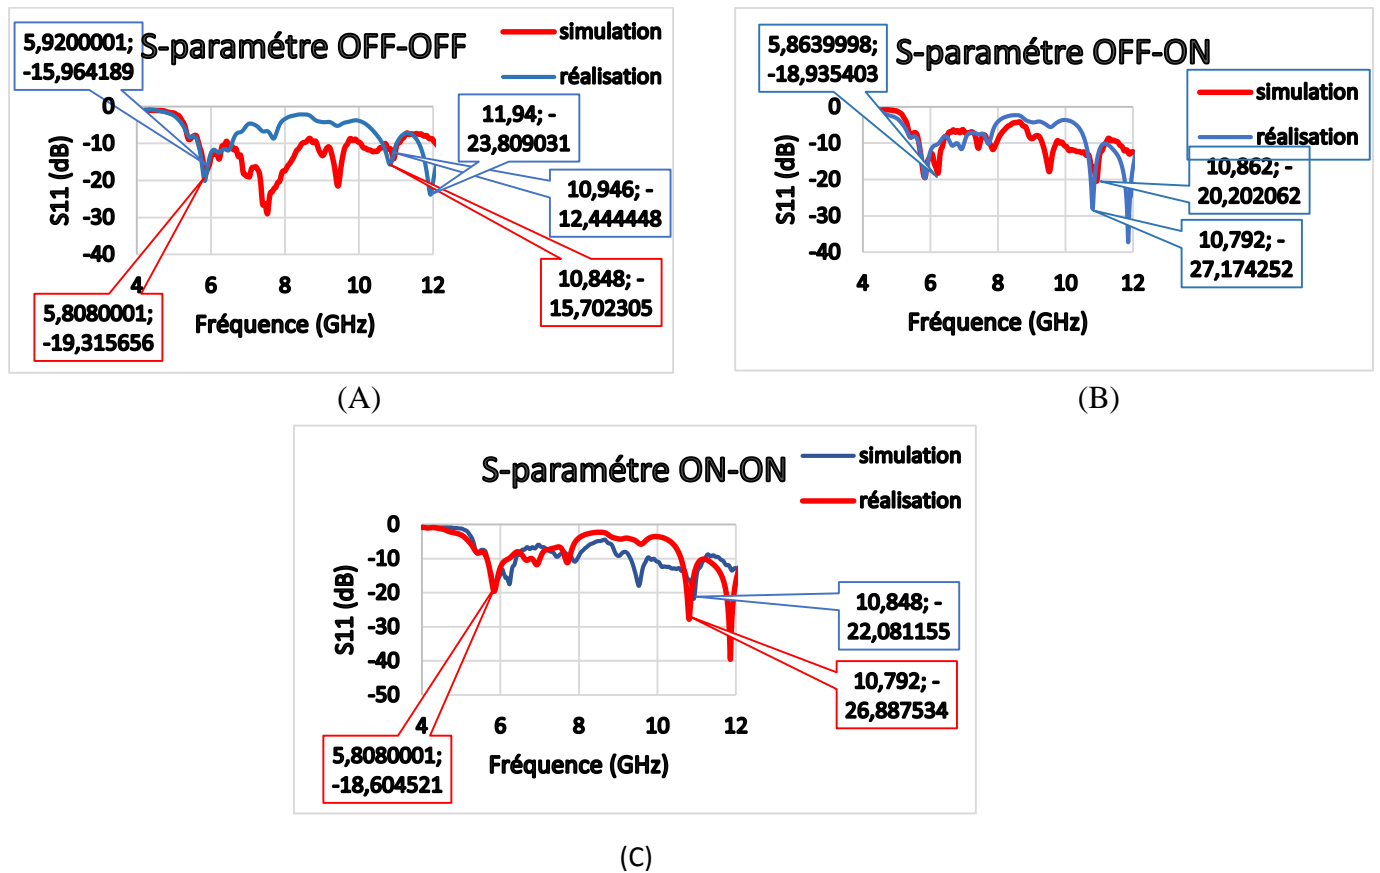 5,9200001;
-15,964189
S-paramétre OFF-OFF
simulation
réalisation
11,94; -
23,809031
0
-10
-20
-30
-40
S11 (dB)
10,946; -
12,444448
4
6
8
10
12
Fréquence (GHz)
5,8080001;
-19,315656
10,848; -
15,702305
(A)
5,8639998;
-18,935403
S-paramétre OFF-ON
simulation
réalisation
0
-10
-20
-30
-40
S11 (dB)
10,862; -
20,202062
10,792; -
27,174252
4
6
8
10
12
Fréquence (GHz)
(B)
S-paramétre ON-ON
simulation
réalisation
0
-10
-20
-30
-40
-50
S11 (dB)
10,848; -
22,081155
10,792; -
26,887534
4
6
8
10
12
Fréquence (GHz)
5,8080001;
-18,604521
(C)